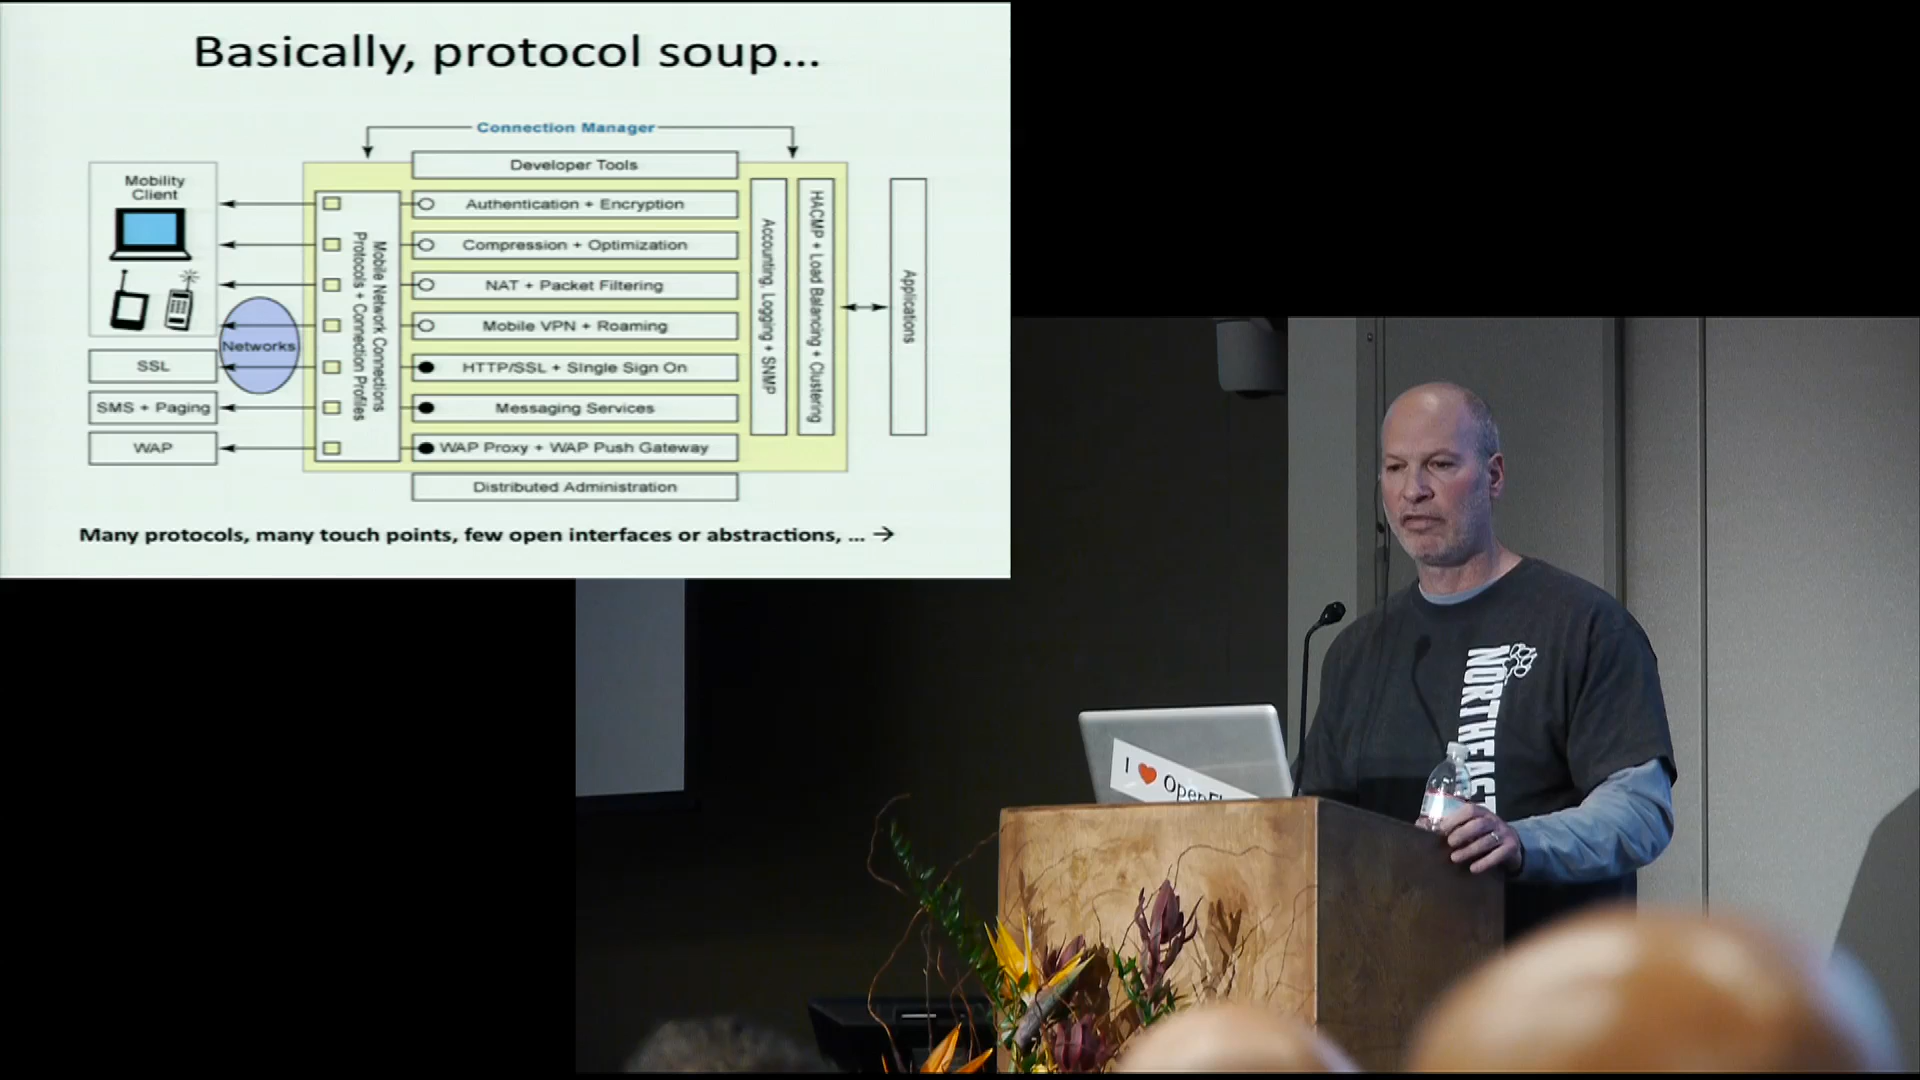 Basically, protocol soup...
Connection Manager
Developer Tools
Mobility
Client
Authentication + Encryption
Compression + Optimization
NAT + Packet Filtering
Mobile VPN + Roaming
HTTP/SSL + SIngle Sign On
Messaging Services
WAP Proxy + WAP Push Gateway
Distributed Administration
Networks
SSL
SMS + Paging
WAP
Mobile Network Connections
Protocols + Connection Profiles
Accounting, Logging + SNMP
HACMP + Load Balancing + Clustering
Applications
Many protocols, many touch points, few open interfaces or abstractions, ... →
I ❤ OpenFl
NORTHEAST